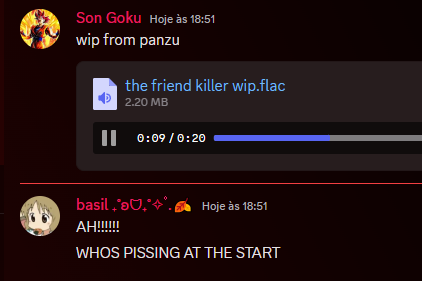 Son Goku Hoje às 18:51
wip from panzu
the friend killer wip.flac
2.20 MB
0:09 / 0:20
basil ₊˚ʚ ᗢ₊˚✧ ﾟ. 🍂 Hoje às 18:51
AH!!!!!!
WHOS PISSING AT THE START